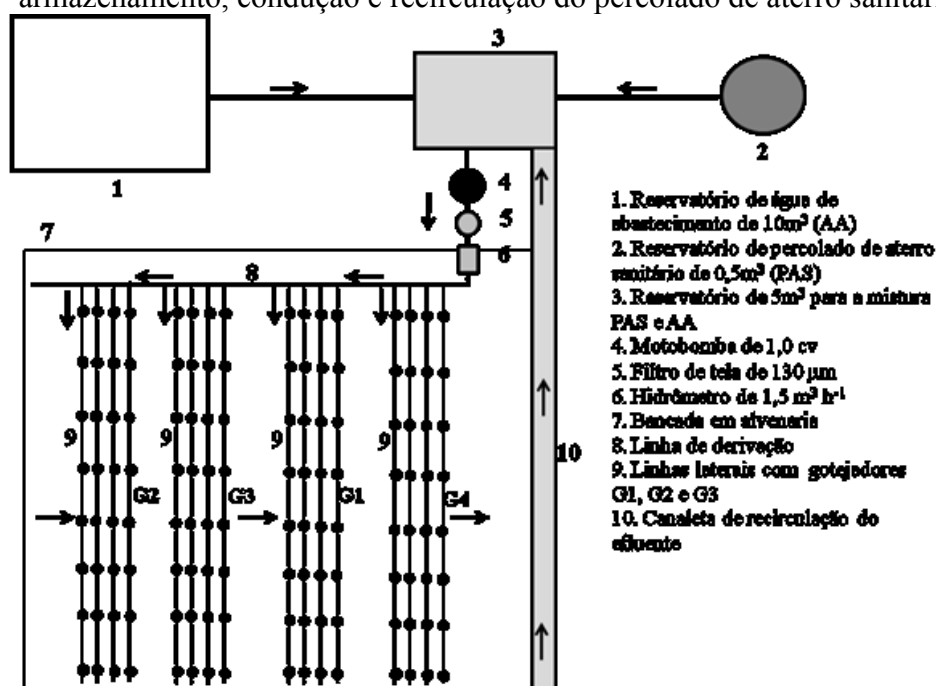 armazenamento, condução e recirculação do percolado de aterro sanitári
3
2
1
4
5
6
7
8
9
9
9
9
G2
G3
G1
G4
10
1. Reservatório de água de
abastecimento de 10m³ (AA)
2. Reservatório de percolado de aterro
sanitário de 0,5m³ (PAS)
3. Reservatório de 5m³ para a mistura
PAS e AA
4. Motobomba de 1,0 cv
5. Filtro de tela de 130 µm
6. Hidrômetro de 1,5 m³ h⁻¹
7. Bancada em alvenaria
8. Linha de derivação
9. Linhas laterais com gotejadores
G1, G2 e G3
10. Canaleta de recirculação do
efluente